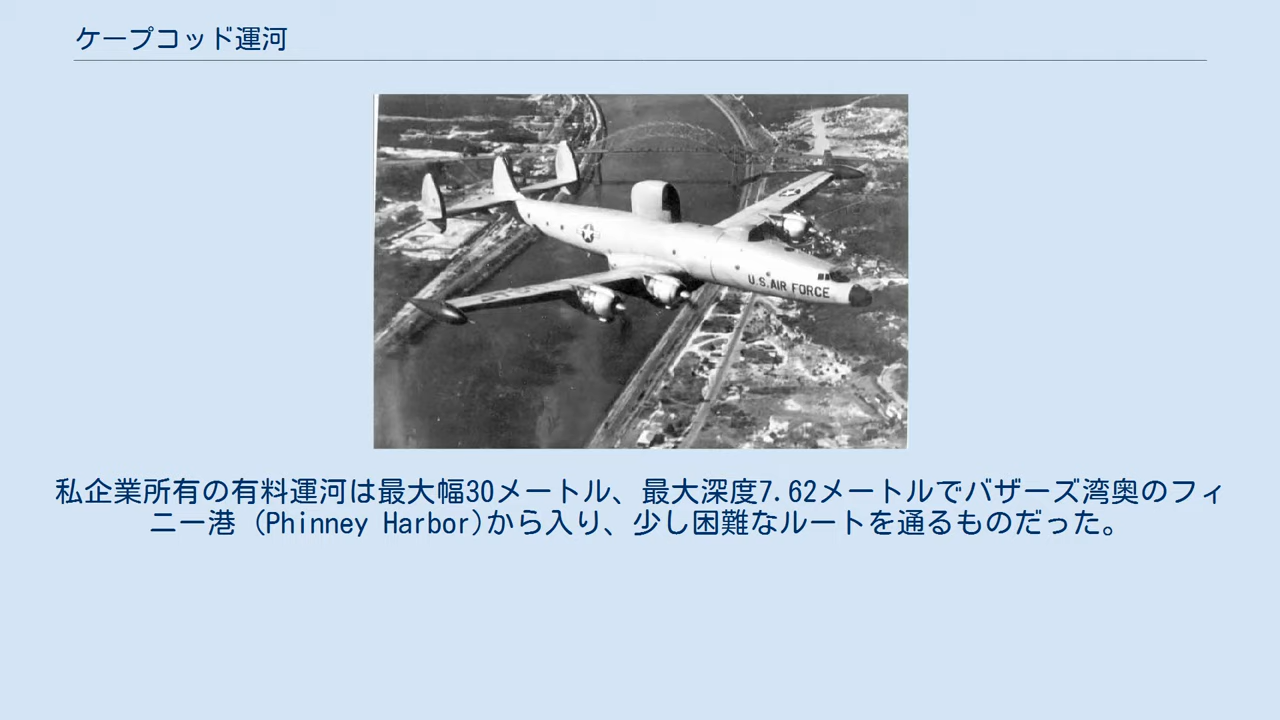 ケープコッド運河
U.S. AIR FORCE
私企業所有の有料運河は最大幅30メートル、最大深度7.62メートルでバザーズ湾奥のフィ
ニー港 (Phinney Harbor)から入り、少し困難なルートを通るものだった。